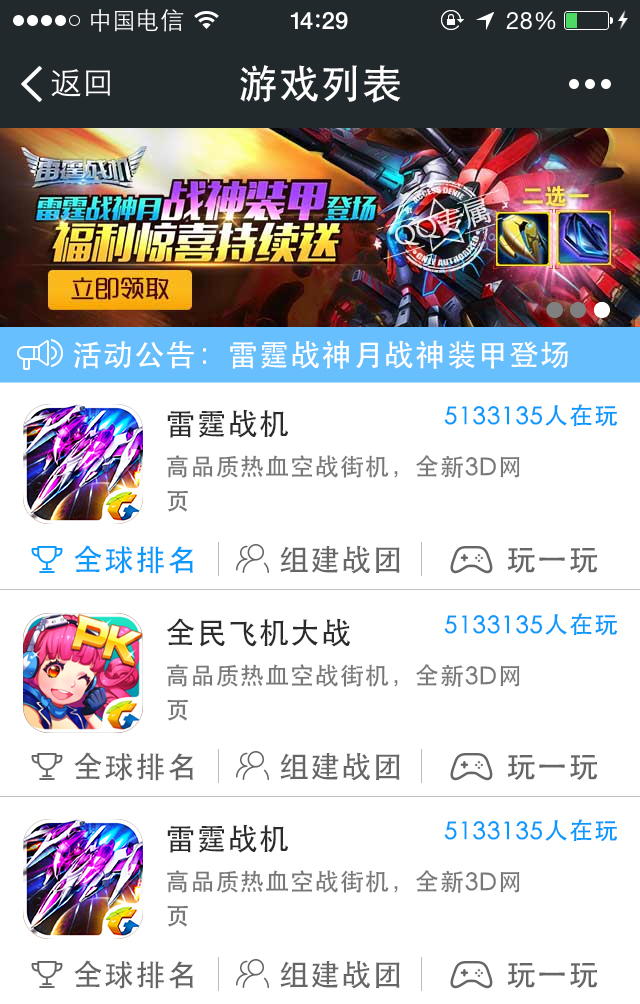 中国电信 14:29 28%
返回 游戏列表
雷霆战机
雷霆战神月战神装甲登场
福利惊喜持续送
立即领取
ACCESS DENIE
QQ专属
二选一
活动公告：雷霆战神月战神装甲登场
雷霆战机 5133135人在玩
高品质热血空战街机，全新3D网
页
全球排名 组建战团 玩一玩
PK
全民飞机大战 5133135人在玩
高品质热血空战街机，全新3D网
页
全球排名 组建战团 玩一玩
雷霆战机 5133135人在玩
高品质热血空战街机，全新3D网
页
全球排名 组建战团 玩一玩